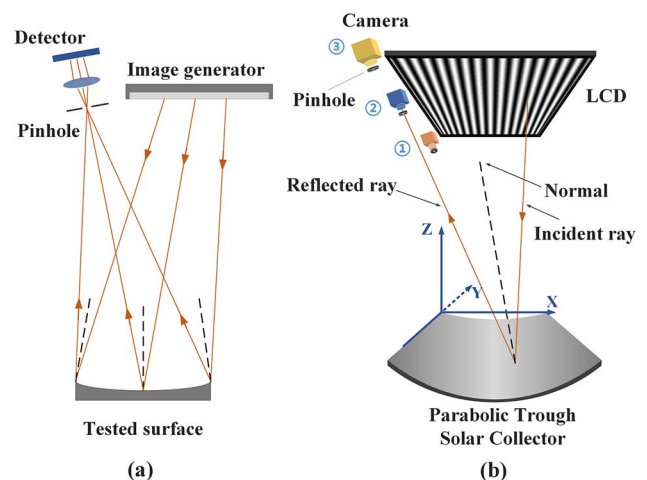 Detector
Image generator
Pinhole
Tested surface
(a)
Camera
③
Pinhole
②
①
LCD
Reflected ray
Normal
Incident ray
Z
Y
X
Parabolic Trough
Solar Collector
(b)